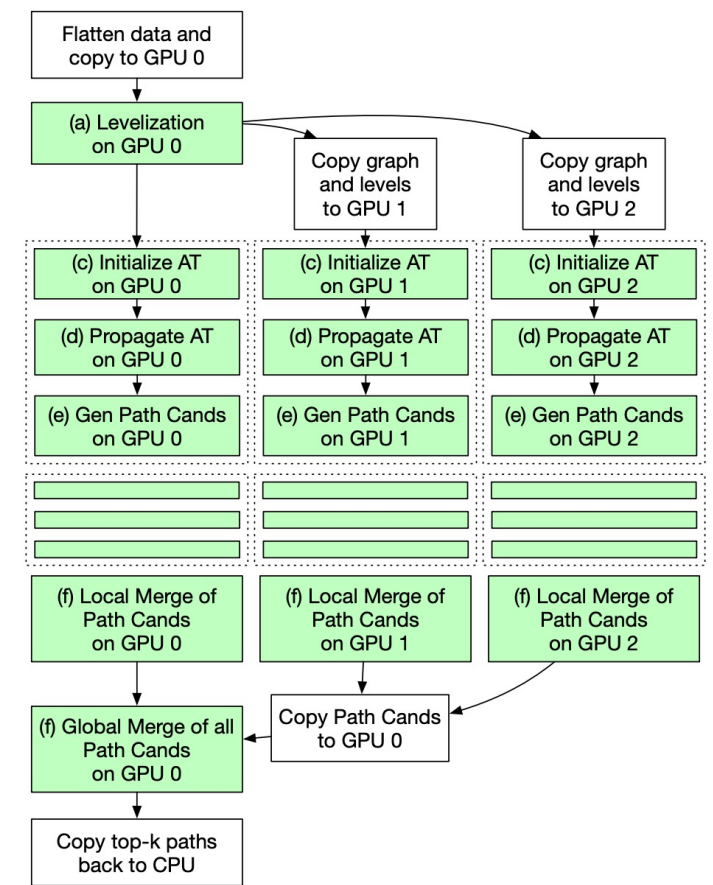 Flatten data and
copy to GPU 0
(a) Levelization
on GPU 0
Copy graph
and levels
to GPU 1
Copy graph
and levels
to GPU 2
(c) Initialize AT
on GPU 0
(c) Initialize AT
on GPU 1
(c) Initialize AT
on GPU 2
(d) Propagate AT
on GPU 0
(d) Propagate AT
on GPU 1
(d) Propagate AT
on GPU 2
(e) Gen Path Cands
on GPU 0
(e) Gen Path Cands
on GPU 1
(e) Gen Path Cands
on GPU 2
(f) Local Merge of
Path Cands
on GPU 0
(f) Local Merge of
Path Cands
on GPU 1
(f) Local Merge of
Path Cands
on GPU 2
(f) Global Merge of all
Path Cands
on GPU 0
Copy Path Cands
to GPU 0
Copy top-k paths
back to CPU